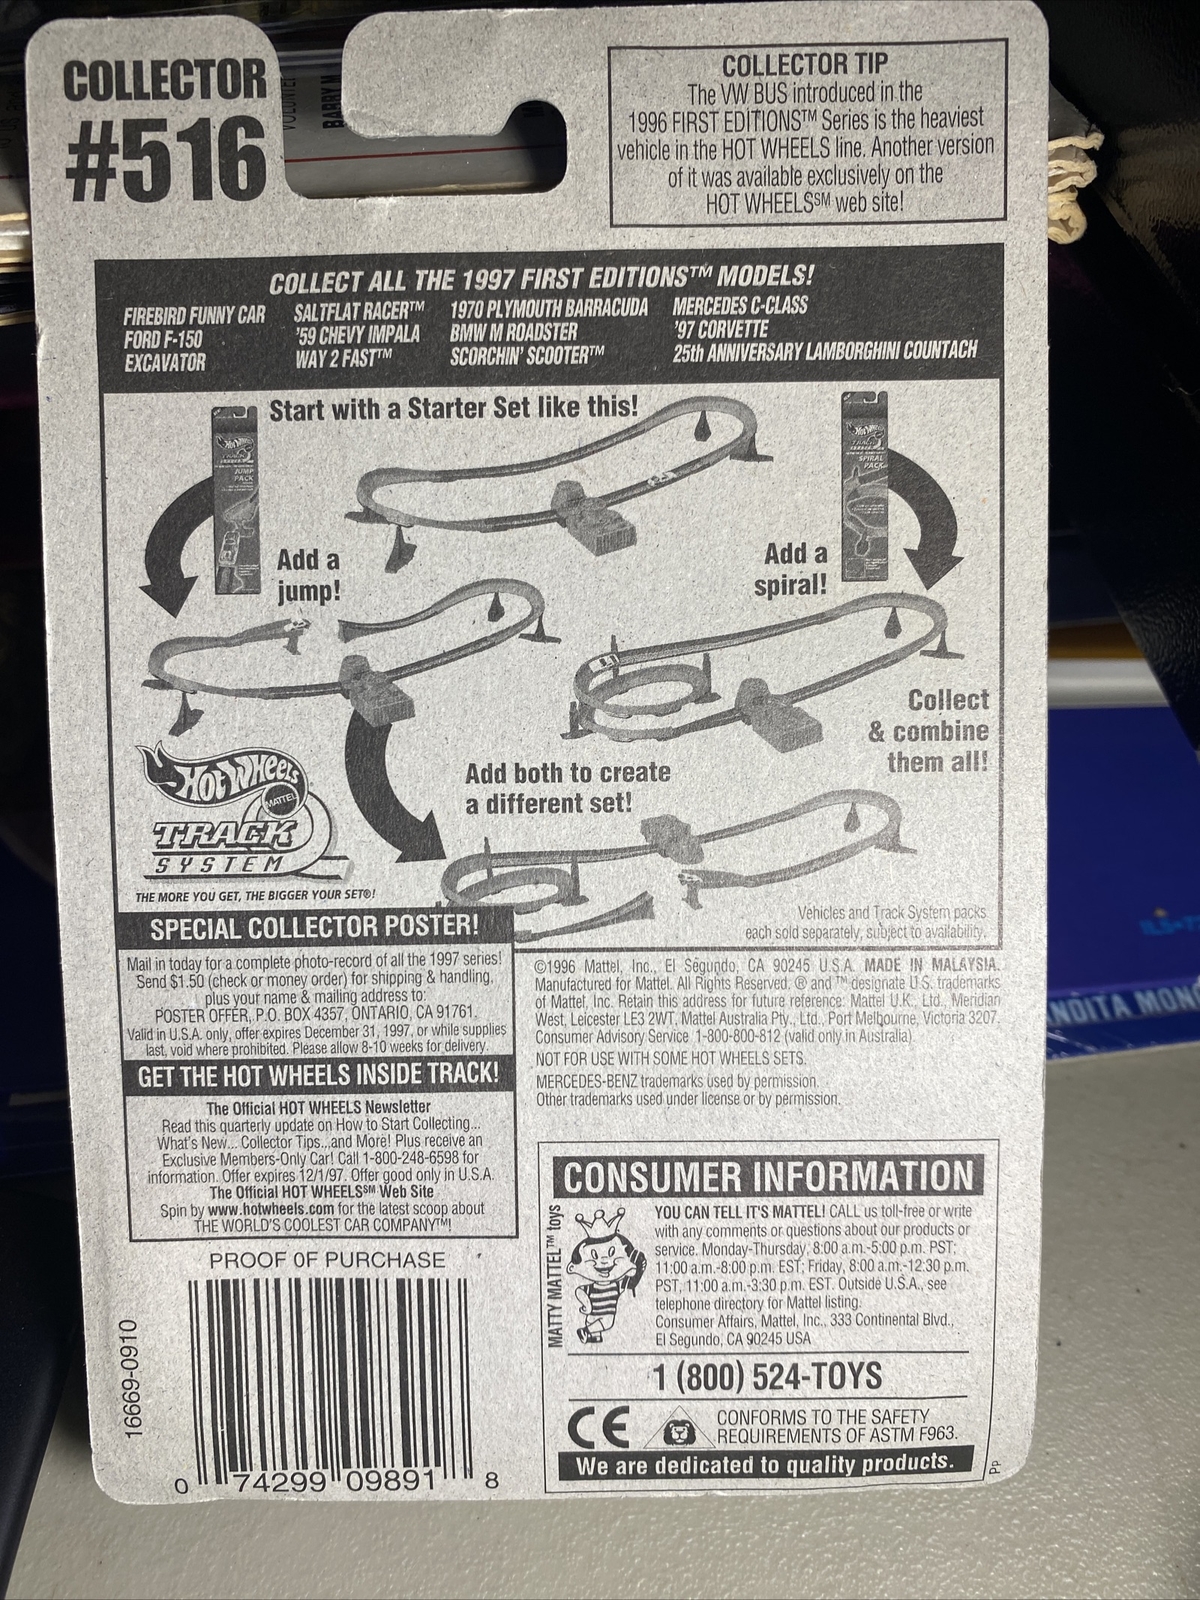 COLLECTOR
#516
COLLECTOR TIP
The VW BUS introduced in the
1996 FIRST EDITIONS™ Series is the heaviest
vehicle in the HOT WHEELS line. Another version
of it was available exclusively on the
HOT WHEELS℠ web site!
COLLECT ALL THE 1997 FIRST EDITIONS™ MODELS!
FIREBIRD FUNNY CAR
FORD F-150
EXCAVATOR
SALTFLAT RACER™
'59 CHEVY IMPALA
WAY 2 FAST™
1970 PLYMOUTH BARRACUDA
BMW M ROADSTER
SCORCHIN' SCOOTER™
MERCEDES C-CLASS
'97 CORVETTE
25th ANNIVERSARY LAMBORGHINI COUNTACH
Start with a Starter Set like this!
Hot Wheels
TRACK
JUMP
PACK
Hot Wheels
TRACK
SPIRAL
PACK
Add a
jump!
Add a
spiral!
Collect
& combine
them all!
Add both to create
a different set!
Hot Wheels
MATTEL
TRACK
SYSTEM
THE MORE YOU GET, THE BIGGER YOUR SET®!
Vehicles and Track System packs
each sold separately, subject to availability.
SPECIAL COLLECTOR POSTER!
Mail in today for a complete photo-record of all the 1997 series!
Send $1.50 (check or money order) for shipping & handling,
plus your name & mailing address to:
POSTER OFFER, P.O. BOX 4357, ONTARIO, CA 91761.
Valid in U.S.A. only, offer expires December 31, 1997, or while supplies
last, void where prohibited. Please allow 8-10 weeks for delivery.
GET THE HOT WHEELS INSIDE TRACK!
The Official HOT WHEELS Newsletter
Read this quarterly update on How to Start Collecting...
What's New... Collector Tips...and More! Plus receive an
Exclusive Members-Only Car! Call 1-800-248-6598 for
information. Offer expires 12/1/97. Offer good only in U.S.A.
The Official HOT WHEELS℠ Web Site
Spin by www.hotwheels.com for the latest scoop about
THE WORLD'S COOLEST CAR COMPANY™!
©1996 Mattel, Inc., El Segundo, CA 90245 U.S.A. MADE IN MALAYSIA.
Manufactured for Mattel. All Rights Reserved. ® and ™ designate U.S. trademarks
of Mattel, Inc. Retain this address for future reference: Mattel U.K., Ltd., Meridian
West, Leicester LE3 2WT, Mattel Australia Pty., Ltd., Port Melbourne, Victoria 3207.
Consumer Advisory Service 1-800-800-812 (valid only in Australia).
NOT FOR USE WITH SOME HOT WHEELS SETS.
MERCEDES-BENZ trademarks used by permission.
Other trademarks used under license or by permission.
CONSUMER INFORMATION
MATTY MATTEL™ toys
YOU CAN TELL IT'S MATTEL! CALL us toll-free or write
with any comments or questions about our products or
service. Monday-Thursday, 8:00 a.m.-5:00 p.m. PST;
11:00 a.m.-8:00 p.m. EST; Friday, 8:00 a.m.-12:30 p.m.
PST, 11:00 a.m.-3:30 p.m. EST. Outside U.S.A., see
telephone directory for Mattel listing.
Consumer Affairs, Mattel, Inc., 333 Continental Blvd.,
El Segundo, CA 90245 USA
1 (800) 524-TOYS
CE
CONFORMS TO THE SAFETY
REQUIREMENTS OF ASTM F963.
We are dedicated to quality products.
Pp
PROOF OF PURCHASE
16669-0910
0 74299 09891 8